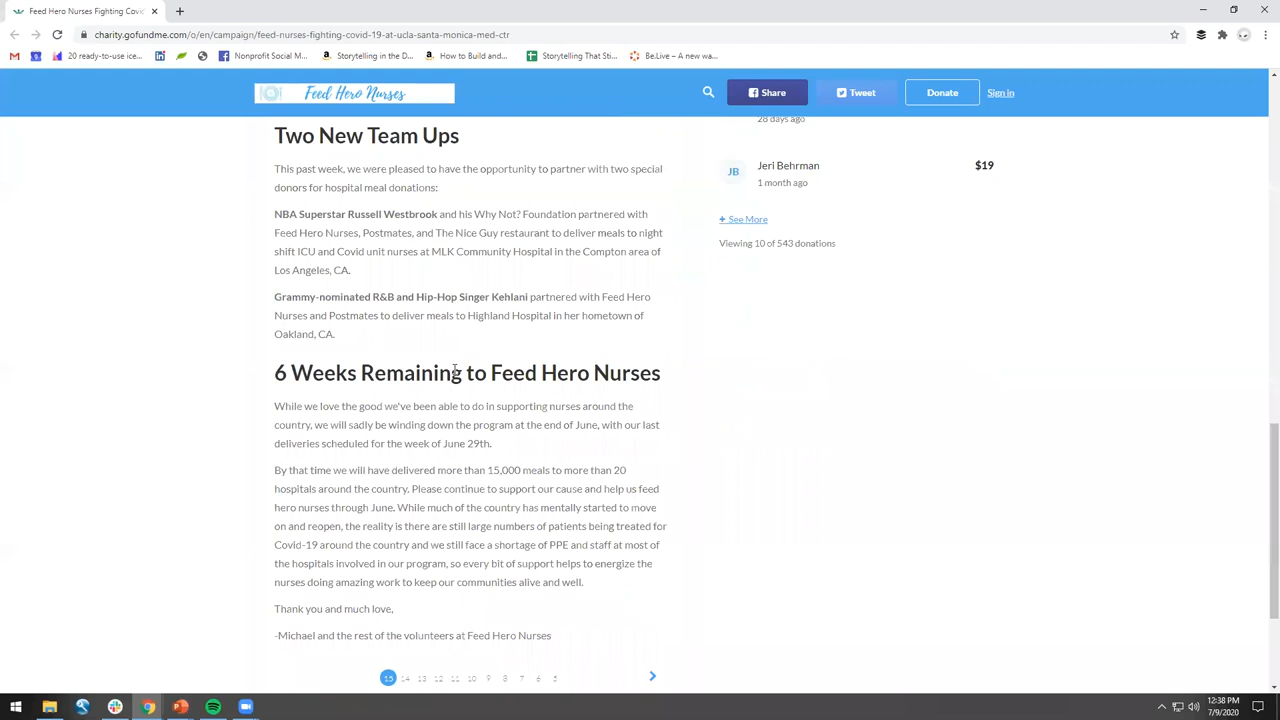 Feed Hero Nurses Fighting Covi
charity.gofundme.com/o/en/campaign/feed-nurses-fighting-covid-19-at-ucla-santa-monica-med-ctr
20 ready-to-use ice...
Nonprofit Social M...
Storytelling in the D...
How to Build and...
Storytelling That Sti...
Be.Live – A new wa...
Feed Hero Nurses
Share
Tweet
Donate
Sign in
Two New Team Ups
This past week, we were pleased to have the opportunity to partner with two special
donors for hospital meal donations:
NBA Superstar Russell Westbrook and his Why Not? Foundation partnered with
Feed Hero Nurses, Postmates, and The Nice Guy restaurant to deliver meals to night
shift ICU and Covid unit nurses at MLK Community Hospital in the Compton area of
Los Angeles, CA.
Grammy-nominated R&B and Hip-Hop Singer Kehlani partnered with Feed Hero
Nurses and Postmates to deliver meals to Highland Hospital in her hometown of
Oakland, CA.
6 Weeks Remaining to Feed Hero Nurses
While we love the good we've been able to do in supporting nurses around the
country, we will sadly be winding down the program at the end of June, with our last
deliveries scheduled for the week of June 29th.
By that time we will have delivered more than 15,000 meals to more than 20
hospitals around the country. Please continue to support our cause and help us feed
hero nurses through June. While much of the country has mentally started to move
on and reopen, the reality is there are still large numbers of patients being treated for
Covid-19 around the country and we still face a shortage of PPE and staff at most of
the hospitals involved in our program, so every bit of support helps to energize the
nurses doing amazing work to keep our communities alive and well.
Thank you and much love,
-Michael and the rest of the volunteers at Feed Hero Nurses
15 14 13 12 11 10 9 8 7 6 5
28 days ago
JB
Jeri Behrman
$19
1 month ago
+ See More
Viewing 10 of 543 donations
12:38 PM
7/9/2020